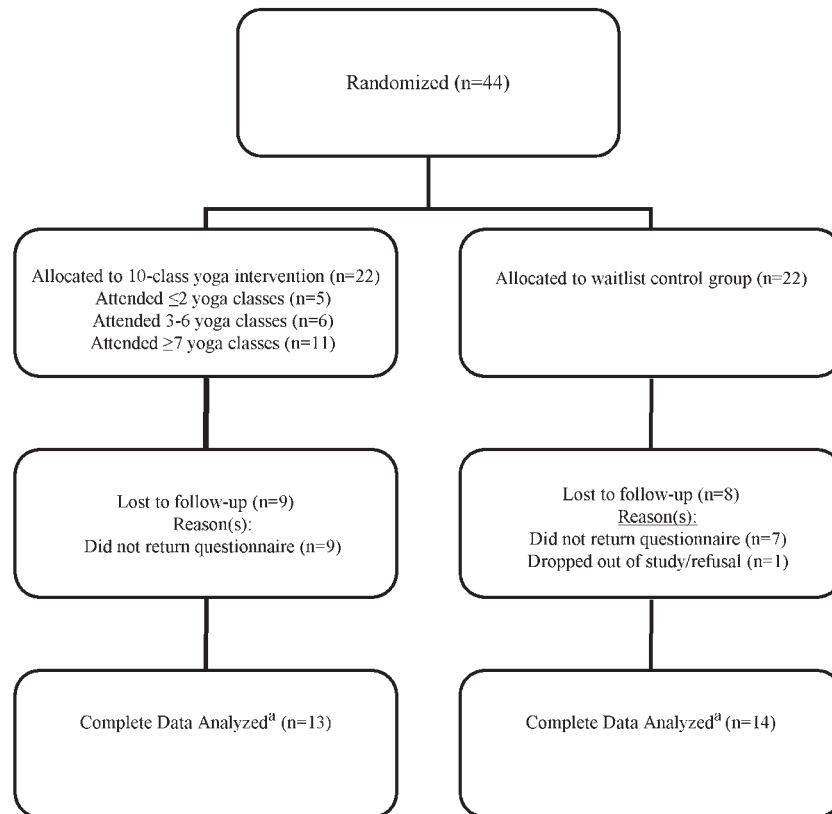 Randomized (n=44)
Allocated to 10-class yoga intervention (n=22)
Attended ≤2 yoga classes (n=5)
Attended 3-6 yoga classes (n=6)
Attended ≥7 yoga classes (n=11)
Allocated to waitlist control group (n=22)
Lost to follow-up (n=9)
Reason(s):
Did not return questionnaire (n=9)
Lost to follow-up (n=8)
Reason(s):
Did not return questionnaire (n=7)
Dropped out of study/refusal (n=1)
Complete Data Analyzedª (n=13)
Complete Data Analyzedª (n=14)